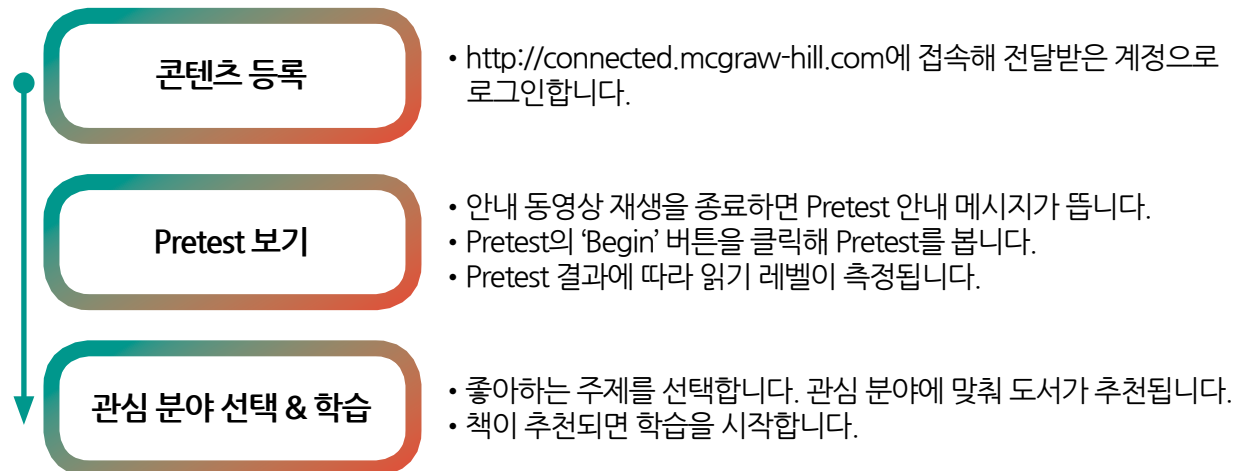 콘텐츠 등록
• http://connected.mcgraw-hill.com에 접속해 전달받은 계정으로
로그인합니다.
Pretest 보기
• 안내 동영상 재생을 종료하면 Pretest 안내 메시지가 뜹니다.
• Pretest의 ‘Begin’ 버튼을 클릭해 Pretest를 봅니다.
• Pretest 결과에 따라 읽기 레벨이 측정됩니다.
관심 분야 선택 & 학습
• 좋아하는 주제를 선택합니다. 관심 분야에 맞춰 도서가 추천됩니다.
• 책이 추천되면 학습을 시작합니다.